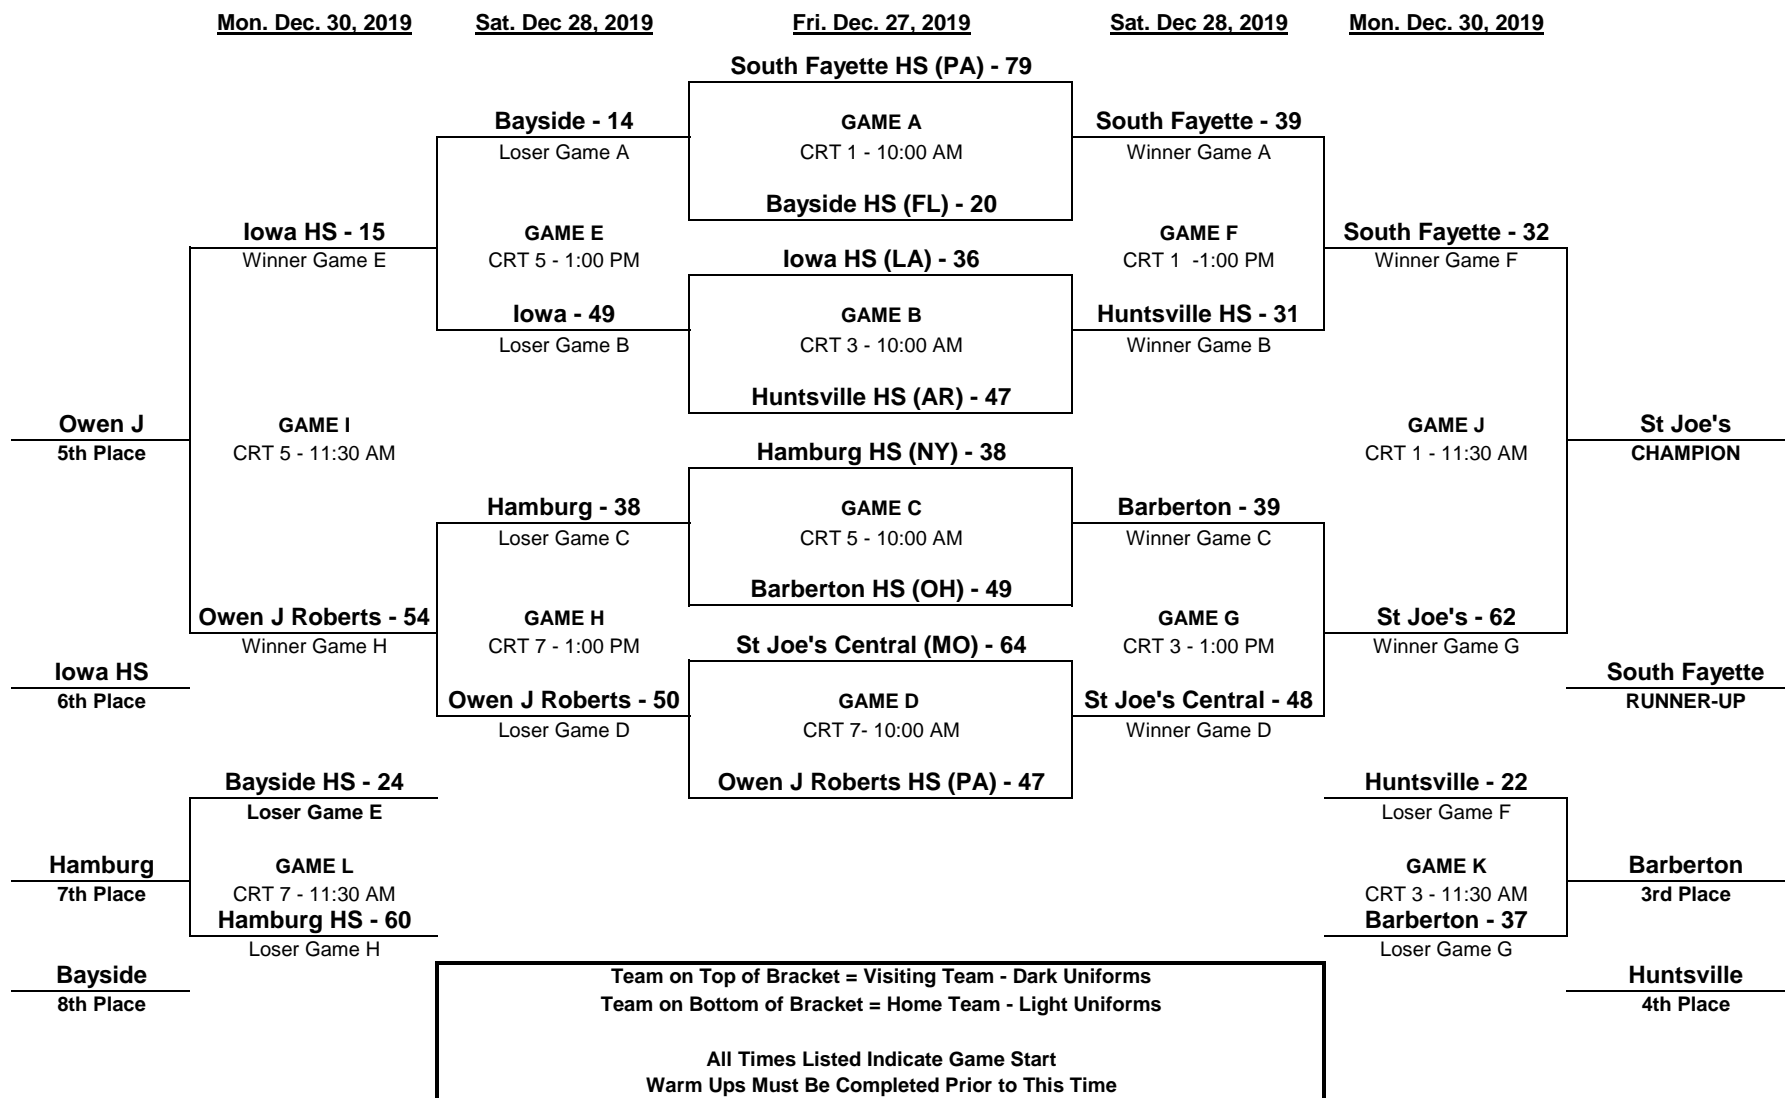 Mon. Dec. 30, 2019 Sat. Dec 28, 2019 Fri. Dec. 27, 2019 Sat. Dec 28, 2019 Mon. Dec. 30, 2019
South Fayette HS (PA) - 79
Bayside - 14 GAME A South Fayette - 39
Loser Game A CRT 1 - 10:00 AM Winner Game A
Bayside HS (FL) - 20
Iowa HS - 15 GAME E GAME F South Fayette - 32
Winner Game E CRT 5 - 1:00 PM Iowa HS (LA) - 36 CRT 1 -1:00 PM Winner Game F
Iowa - 49 GAME B Huntsville HS - 31
Loser Game B CRT 3 - 10:00 AM Winner Game B
Huntsville HS (AR) - 47
Owen J GAME I GAME J St Joe's
5th Place CRT 5 - 11:30 AM Hamburg HS (NY) - 38 CRT 1 - 11:30 AM CHAMPION
Hamburg - 38 GAME C Barberton - 39
Loser Game C CRT 5 - 10:00 AM Winner Game C
Barberton HS (OH) - 49
Owen J Roberts - 54 GAME H GAME G St Joe's - 62
Winner Game H CRT 7 - 1:00 PM St Joe's Central (MO) - 64 CRT 3 - 1:00 PM Winner Game G
Iowa HS South Fayette
6th Place Owen J Roberts - 50 GAME D St Joe's Central - 48 RUNNER-UP
Loser Game D CRT 7- 10:00 AM Winner Game D
Bayside HS - 24 Owen J Roberts HS (PA) - 47 Huntsville - 22
Loser Game E Loser Game F
Hamburg GAME L GAME K Barberton
7th Place CRT 7 - 11:30 AM CRT 3 - 11:30 AM 3rd Place
Hamburg HS - 60 Barberton - 37
Loser Game H Loser Game G
Bayside Team on Top of Bracket = Visiting Team - Dark Uniforms Huntsville
8th Place Team on Bottom of Bracket = Home Team - Light Uniforms 4th Place
All Times Listed Indicate Game Start
Warm Ups Must Be Completed Prior to This Time